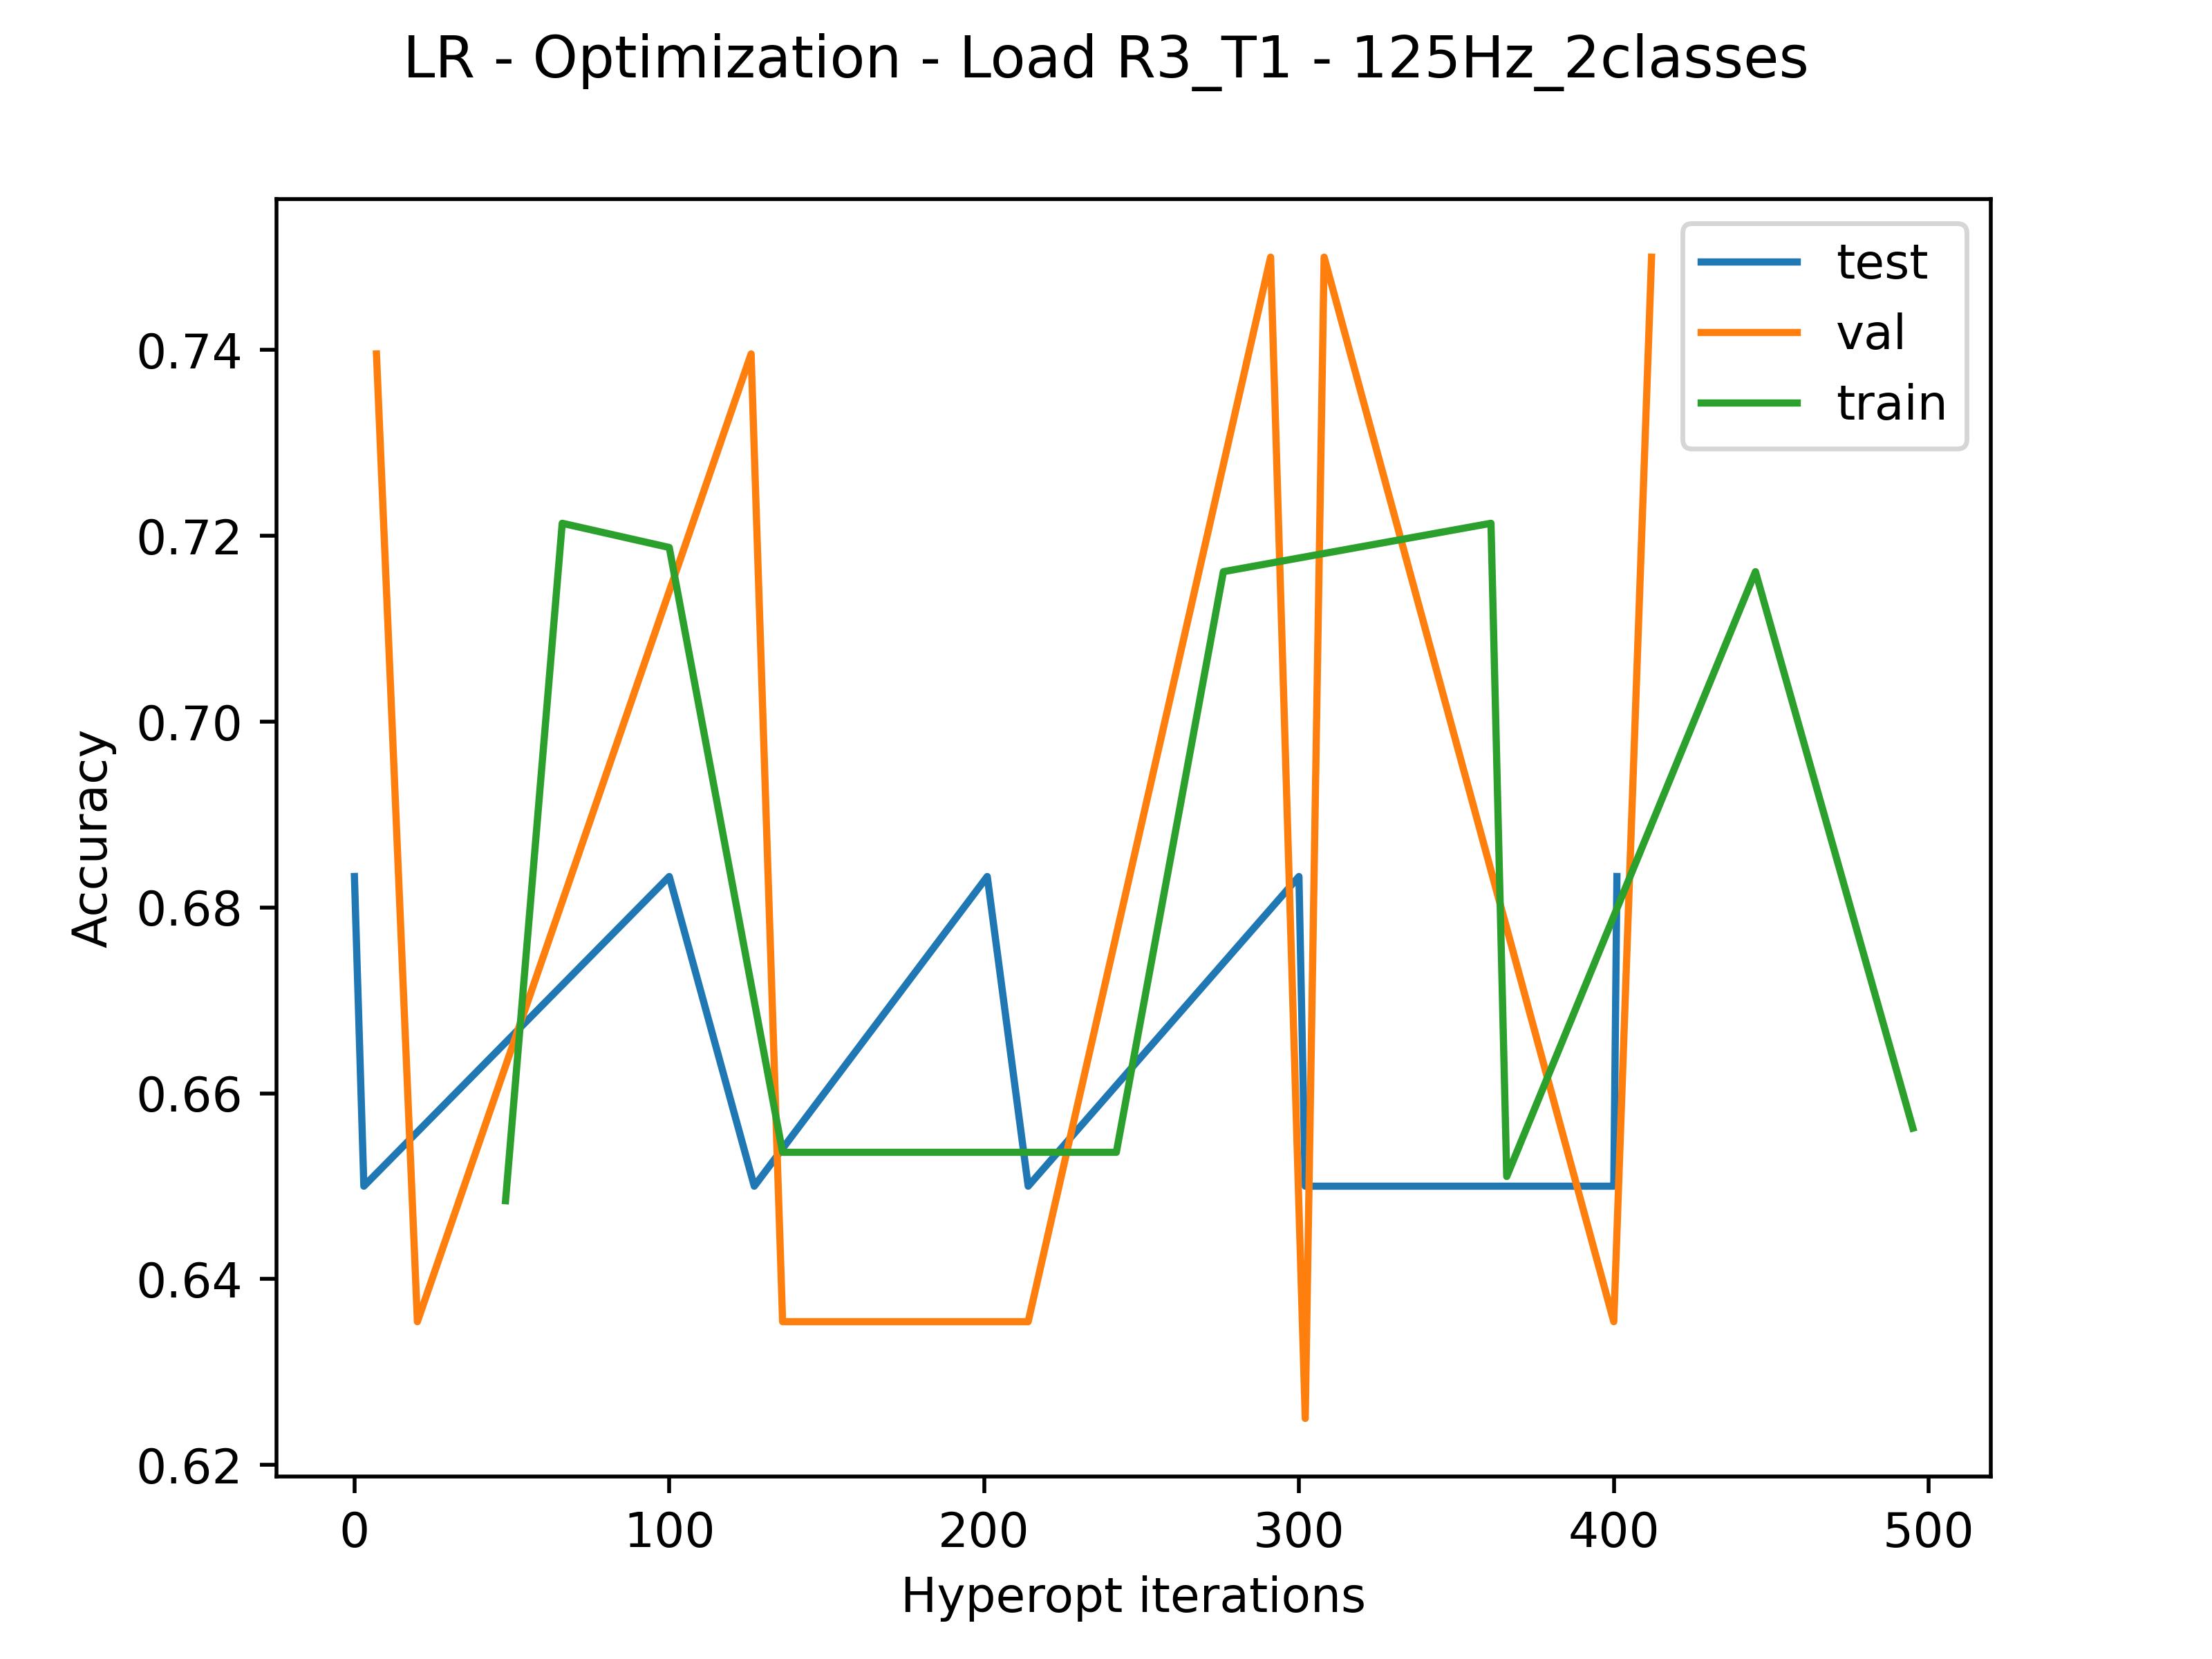 LR - Optimization - Load R3_T1 - 125Hz_2classes
test
val
train
0.74
0.72
0.70
0.68
0.66
0.64
0.62
Accuracy
0 100 200 300 400 500
Hyperopt iterations